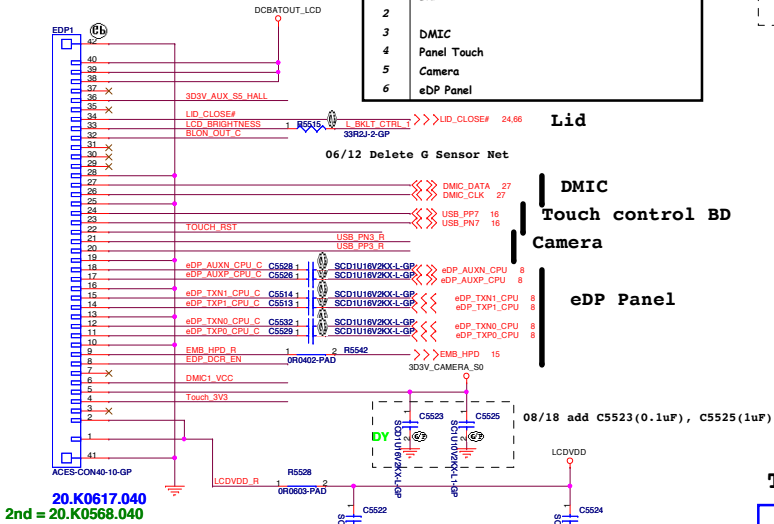 DCBATOUT_LCD
2
3 DMIC
4 Panel Touch
5 Camera
6 eDP Panel
EDP1
42
40
39
38
37
36 3D3V_AUX_S5_HALL
35
34 LID_CLOSE# LID_CLOSE# 24,66 Lid
33 LCD_BRIGHTNESS 1 R5515 L_BKLT_CTRL_1
33R2J-2-GP
32 BLON_OUT_C
31
06/12 Delete G Sensor Net
30
29
28
27 DMIC_DATA 27 DMIC
26 DMIC_CLK 27
25
24 USB_PP7 16 Touch control BD
23 USB_PN7 16
22 TOUCH_RST
21 USB_PN3_R Camera
20 USB_PP3_R
19
18 eDP_AUXN_CPU_C C5528 1 SCD1U16V2KX-L-GP eDP_AUXN_CPU 8
17 eDP_AUXP_CPU_C C5526 1 SCD1U16V2KX-L-GP eDP_AUXP_CPU 8
16
15 eDP_TXN1_CPU_C C5514 1 SCD1U16V2KX-L-GP eDP_TXN1_CPU 8 eDP Panel
14 eDP_TXP1_CPU_C C5513 1 SCD1U16V2KX-L-GP eDP_TXP1_CPU 8
13
12 eDP_TXN0_CPU_C C5532 1 SCD1U16V2KX-L-GP eDP_TXN0_CPU 8
11 eDP_TXP0_CPU_C C5529 1 SCD1U16V2KX-L-GP eDP_TXP0_CPU 8
10
9 EMB_HPD_R 1 2 R5542 EMB_HPD 15
0R0402-PAD
8 EDP_DCR_EN
3D3V_CAMERA_S0
7
6 DMIC1_VCC
5
4 Touch_3V3
3
2
1
41
C5523 C5525 08/18 add C5523(0.1uF), C5525(1uF)
DY
SCD1U16V2KX-L-GP
SC1U10V2KX-L1-GP
LCDVDD
ACES-CON40-10-GP
LCDVDD_R R5528
1 2
0R0603-PAD
20.K0617.040
2nd = 20.K0568.040
C5522 C5524